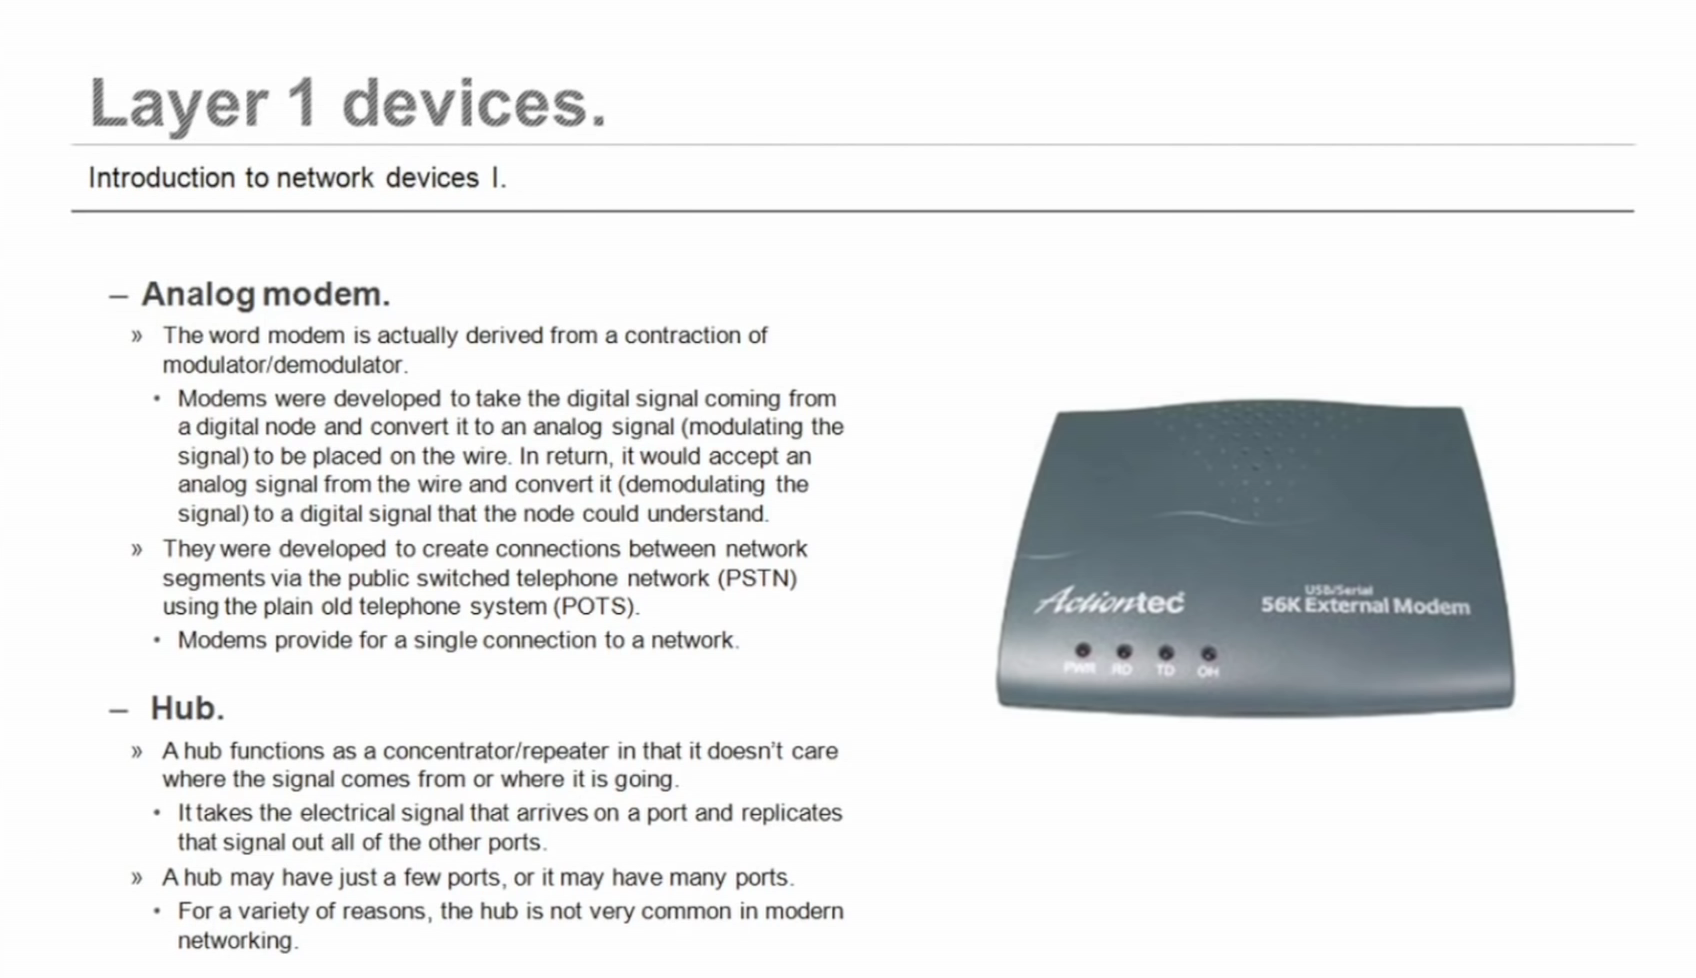 Layer 1 devices.
Introduction to network devices I.
– Analog modem.
» The word modem is actually derived from a contraction of
modulator/demodulator.
• Modems were developed to take the digital signal coming from
a digital node and convert it to an analog signal (modulating the
signal) to be placed on the wire. In return, it would accept an
analog signal from the wire and convert it (demodulating the
signal) to a digital signal that the node could understand.
» They were developed to create connections between network
segments via the public switched telephone network (PSTN)
using the plain old telephone system (POTS).
• Modems provide for a single connection to a network.
– Hub.
» A hub functions as a concentrator/repeater in that it doesn't care
where the signal comes from or where it is going.
• It takes the electrical signal that arrives on a port and replicates
that signal out all of the other ports.
» A hub may have just a few ports, or it may have many ports.
• For a variety of reasons, the hub is not very common in modern
networking.
Actiontec
USB/Serial
56K External Modem
PWR RD TD OH